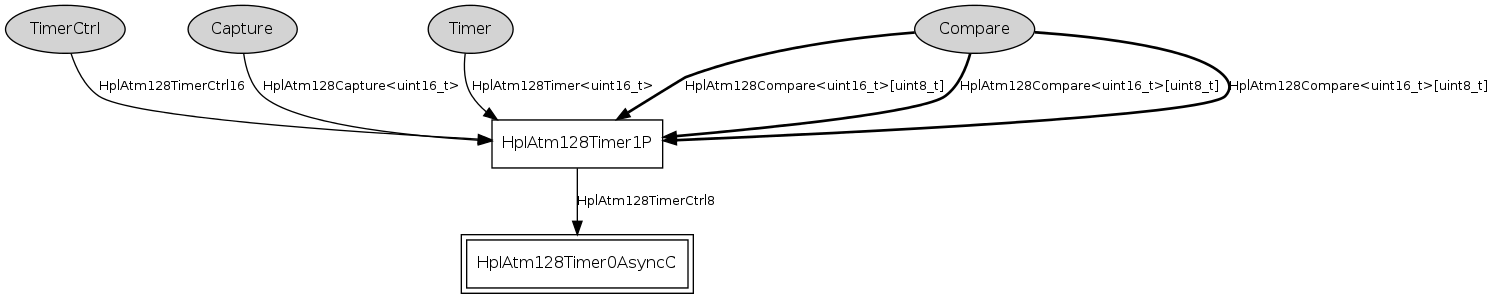 TimerCtrl
Capture
Timer
Compare
HplAtm128TimerCtrl16
HplAtm128Capture<uint16_t>
HplAtm128Timer<uint16_t>
HplAtm128Compare<uint16_t>[uint8_t]
HplAtm128Compare<uint16_t>[uint8_t]
HplAtm128Compare<uint16_t>[uint8_t]
HplAtm128Timer1P
HplAtm128TimerCtrl8
HplAtm128Timer0AsyncC